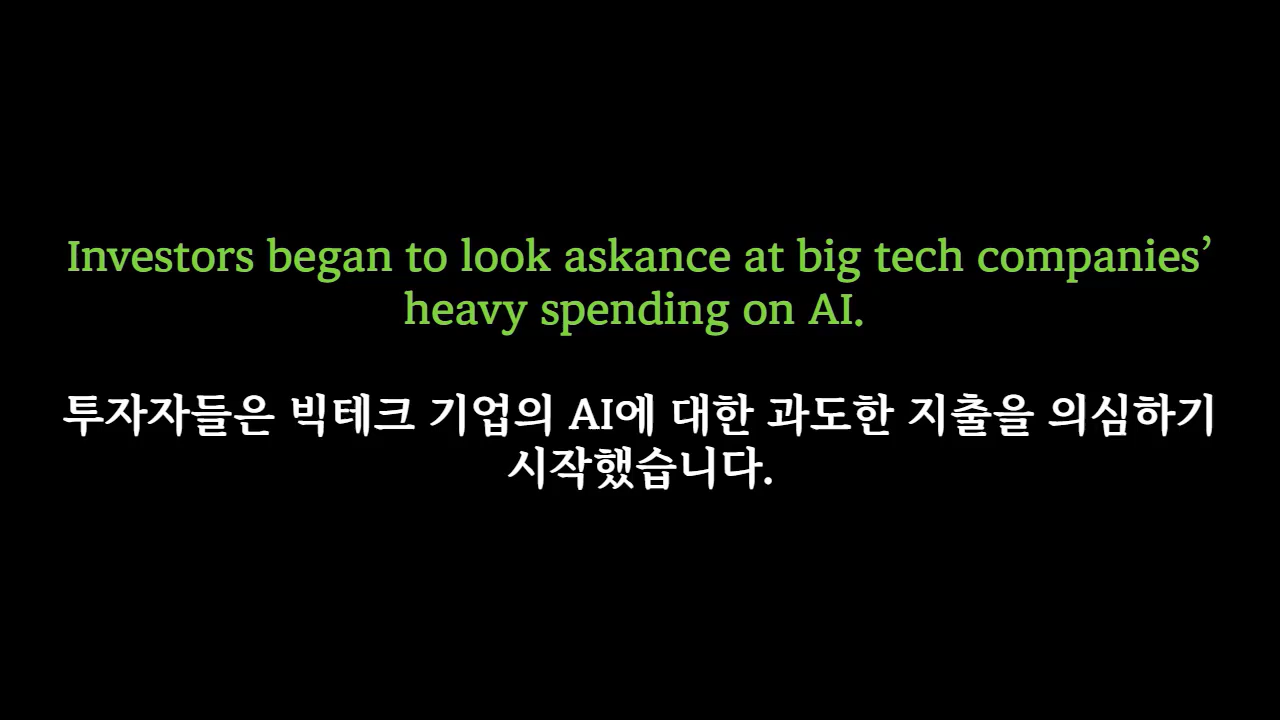 Investors began to look askance at big tech companies’
heavy spending on AI.
투자자들은 빅테크 기업의 AI에 대한 과도한 지출을 의심하기
시작했습니다.